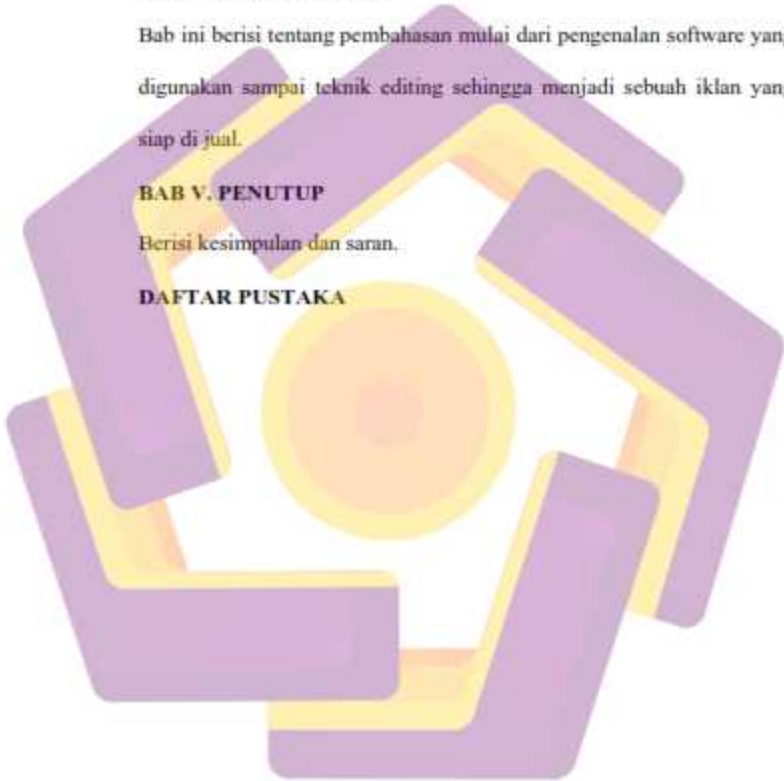 Bab ini berisi tentang pembahasan mulai dari pengenalan software yan
digunakan sampai teknik editing sehingga menjadi sebuah iklan yan
siap di jual.
BAB V. PENUTUP
Berisi kesimpulan dan saran.
DAFTAR PUSTAKA